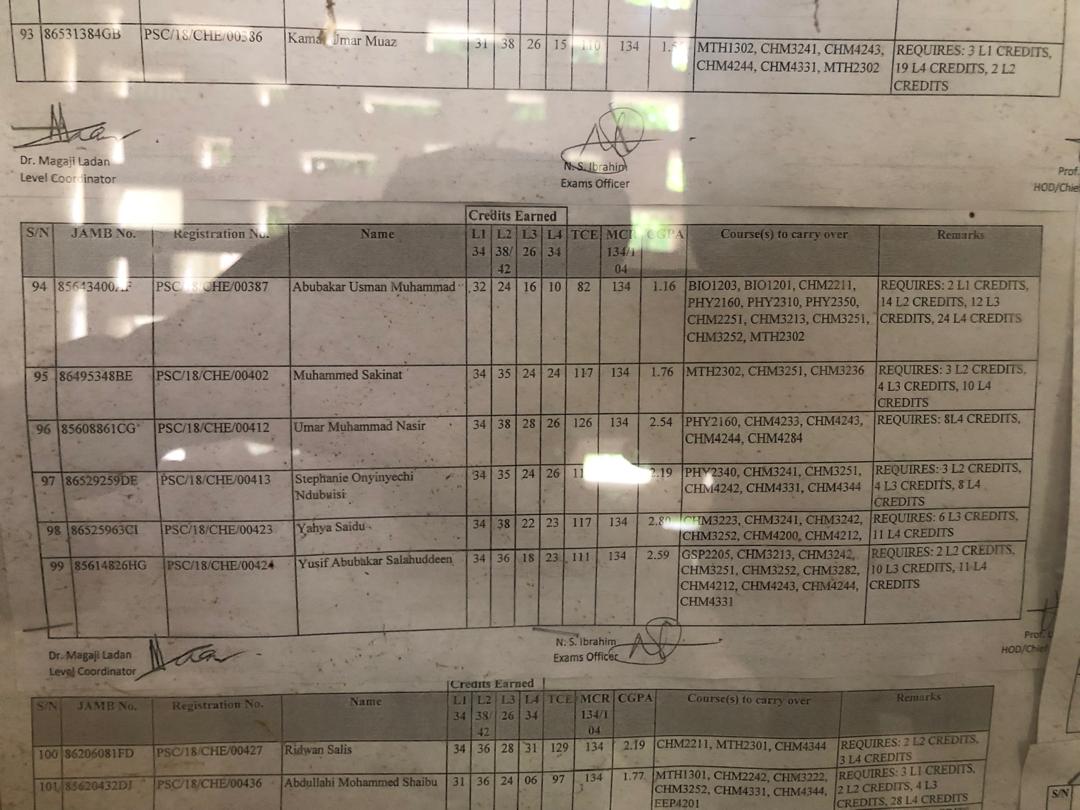 93 86531384GB PSC/18/CHE/00386 Kamal Umar Muaz 31 38 26 15 110 134 MTH1302, CHM3241, CHM4243, REQUIRES: 3 L1 CREDITS,
CHM4244, CHM4331, MTH2302 19 L4 CREDITS, 2 L2
CREDITS
Dr. Magaji Ladan N. S. Ibrahim Prof.
Level Coordinator Exams Officer HOD/Chief
Credits Earned
S/N JAMB No. Registration No. Name L1 L2 L3 L4 TCE MCR CGPA Course(s) to carry over Remarks
34 38/ 26 34 134/1
42 04
94 Abubakar Usman Muhammad 32 24 16 10 82 134 1.16 BIO1203, BIO1201, CHM2211, REQUIRES: 2 L1 CREDITS,
PHY2160, PHY2310, PHY2350, 14 L2 CREDITS, 12 L3
CHM2251, CHM3213, CHM3251, CREDITS, 24 L4 CREDITS
CHM3252, MTH2302
95 86495348BE PSC/18/CHE/00402 Muhammed Sakinat 34 35 24 24 117 134 1.76 MTH2302, CHM3251, CHM3236 REQUIRES: 3 L2 CREDITS,
4 L3 CREDITS, 10 L4
CREDITS
96 85608861CG PSC/18/CHE/00412 Umar Muhammad Nasir 34 38 28 26 126 134 2.54 PHY2160, CHM4233, CHM4243, REQUIRES: 8L4 CREDITS,
CHM4244, CHM4284
97 86529259DE PSC/18/CHE/00413 Stephanie Onyinyechi 34 35 24 26 2.19 PHY2340, CHM3241, CHM3251, REQUIRES: 3 L2 CREDITS,
Ndubuisi CHM4242, CHM4331, CHM4344 4 L3 CREDITS, 8 L4
CREDITS
98 86525963CI PSC/18/CHE/00423 Yahya Saidu 34 38 22 23 117 134 2.80 CHM3223, CHM3241, CHM3242, REQUIRES: 6 L3 CREDITS,
CHM3252, CHM4200, CHM4212, 11 L4 CREDITS
99 85614826HG PSC/18/CHE/00424 Yusif Abubakar Salahuddeen 34 36 18 23 111 134 2.59 GSP2205, CHM3213, CHM3242, REQUIRES: 2 L2 CREDITS,
CHM3251, CHM3252, CHM3282, 10 L3 CREDITS, 11 L4
CHM4212, CHM4243, CHM4244, CREDITS
CHM4331
Dr. Magaji Ladan N. S. Ibrahim Prof.
Level Coordinator Exams Officer HOD/Chief
Credits Earned
S/N JAMB No. Registration No. Name L1 L2 L3 L4 TCE MCR CGPA Course(s) to carry over Remarks
34 38/ 26 34 134/1
42 04
100 86206081FD PSC/18/CHE/00427 Ridwan Salis 34 36 28 31 129 134 2.19 CHM2211, MTH2301, CHM4344 REQUIRES: 2 L2 CREDITS,
3 L4 CREDITS
101 85620432DJ PSC/18/CHE/00436 Abdullahi Mohammed Shaibu 31 36 24 06 97 134 1.77 MTH1301, CHM2242, CHM3222, REQUIRES: 3 L1 CREDITS,
CHM3252, CHM4331, CHM4344, 2 L2 CREDITS, 4 L3
EEP4201 CREDITS, 28 L4 CREDITS
S/N